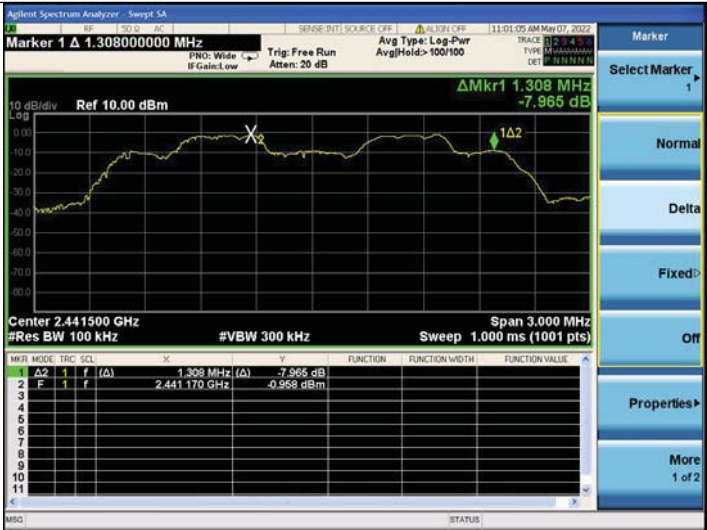 Agilent Spectrum Analyzer - Swept SA
RF 50 Ω AC SENSE:INT SOURCE OFF ALIGN OFF 11:01:05 AM May 07, 2022
Marker 1 Δ 1.308000000 MHz
PNO: Wide Trig: Free Run Avg Type: Log-Pwr TRACE 1 2 3 4 5 6
IFGain:Low Atten: 20 dB Avg|Hold:> 100/100 TYPE
DET P N N N N N
ΔMkr1 1.308 MHz
-7.965 dB
10 dB/div Ref 10.00 dBm
Log
0.00
-10.0
-20.0
-30.0
-40.0
-50.0
-60.0
-70.0
-80.0
X2
1Δ2
Center 2.441500 GHz Span 3.000 MHz
#Res BW 100 kHz #VBW 300 kHz Sweep 1.000 ms (1001 pts)
MKR MODE TRC SCL X Y FUNCTION FUNCTION WIDTH FUNCTION VALUE
1 Δ2 1 f (Δ) 1.308 MHz (Δ) -7.965 dB
2 F 1 f 2.441 170 GHz -0.958 dBm
3
4
5
6
7
8
9
10
11
MSG STATUS
Marker
Select Marker
1
Normal
Delta
Fixed
Off
Properties
More
1 of 2